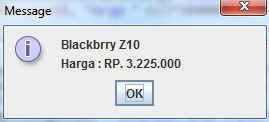 Message
Blackbrry Z10
Harga : RP. 3.225.000
OK